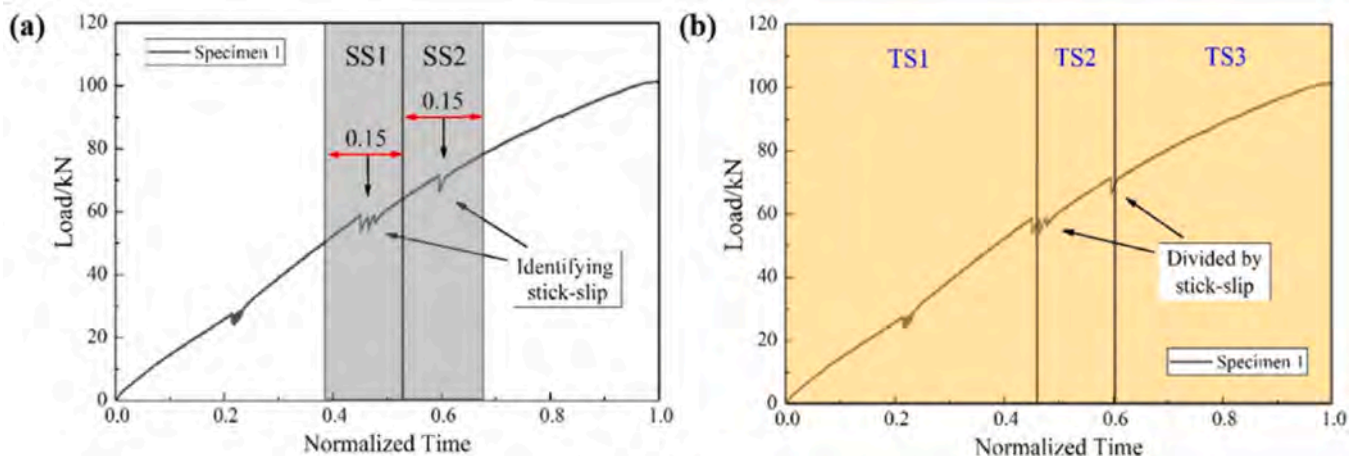 (a)
120
100
80
60
40
20
0
Load/kN
Specimen 1
SS1
SS2
0.15
0.15
Identifying
stick-slip
0.0
0.2
0.4
0.6
0.8
1.0
Normalized Time
(b)
120
100
80
60
40
20
0
Load/kN
TS1
TS2
TS3
Divided by
stick-slip
Specimen 1
0.0
0.2
0.4
0.6
0.8
1.0
Normalized Time